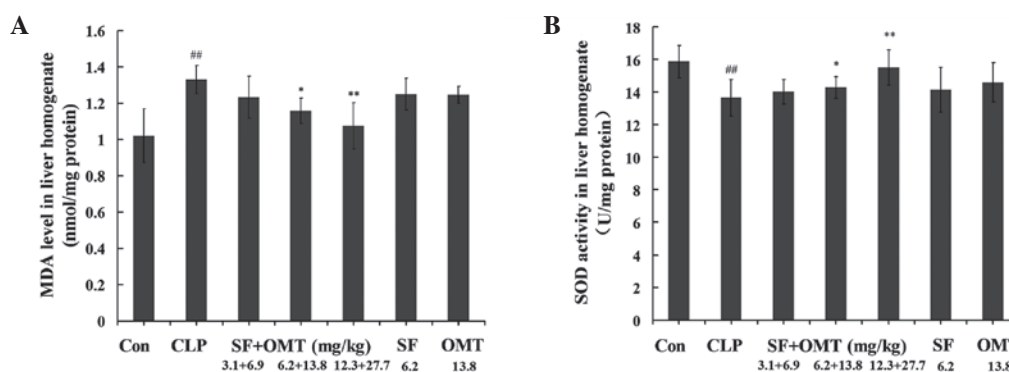 A
MDA level in liver homogenate
(nmol/mg protein)
1.6
1.4
1.2
1
0.8
0.6
0.4
0.2
0
##
*
**
Con CLP SF+OMT (mg/kg) SF OMT
3.1+6.9 6.2+13.8 12.3+27.7 6.2 13.8
B
SOD activity in liver homogenate
(U/mg protein)
18
16
14
12
10
8
6
4
2
0
##
*
**
Con CLP SF+OMT (mg/kg) SF OMT
3.1+6.9 6.2+13.8 12.3+27.7 6.2 13.8